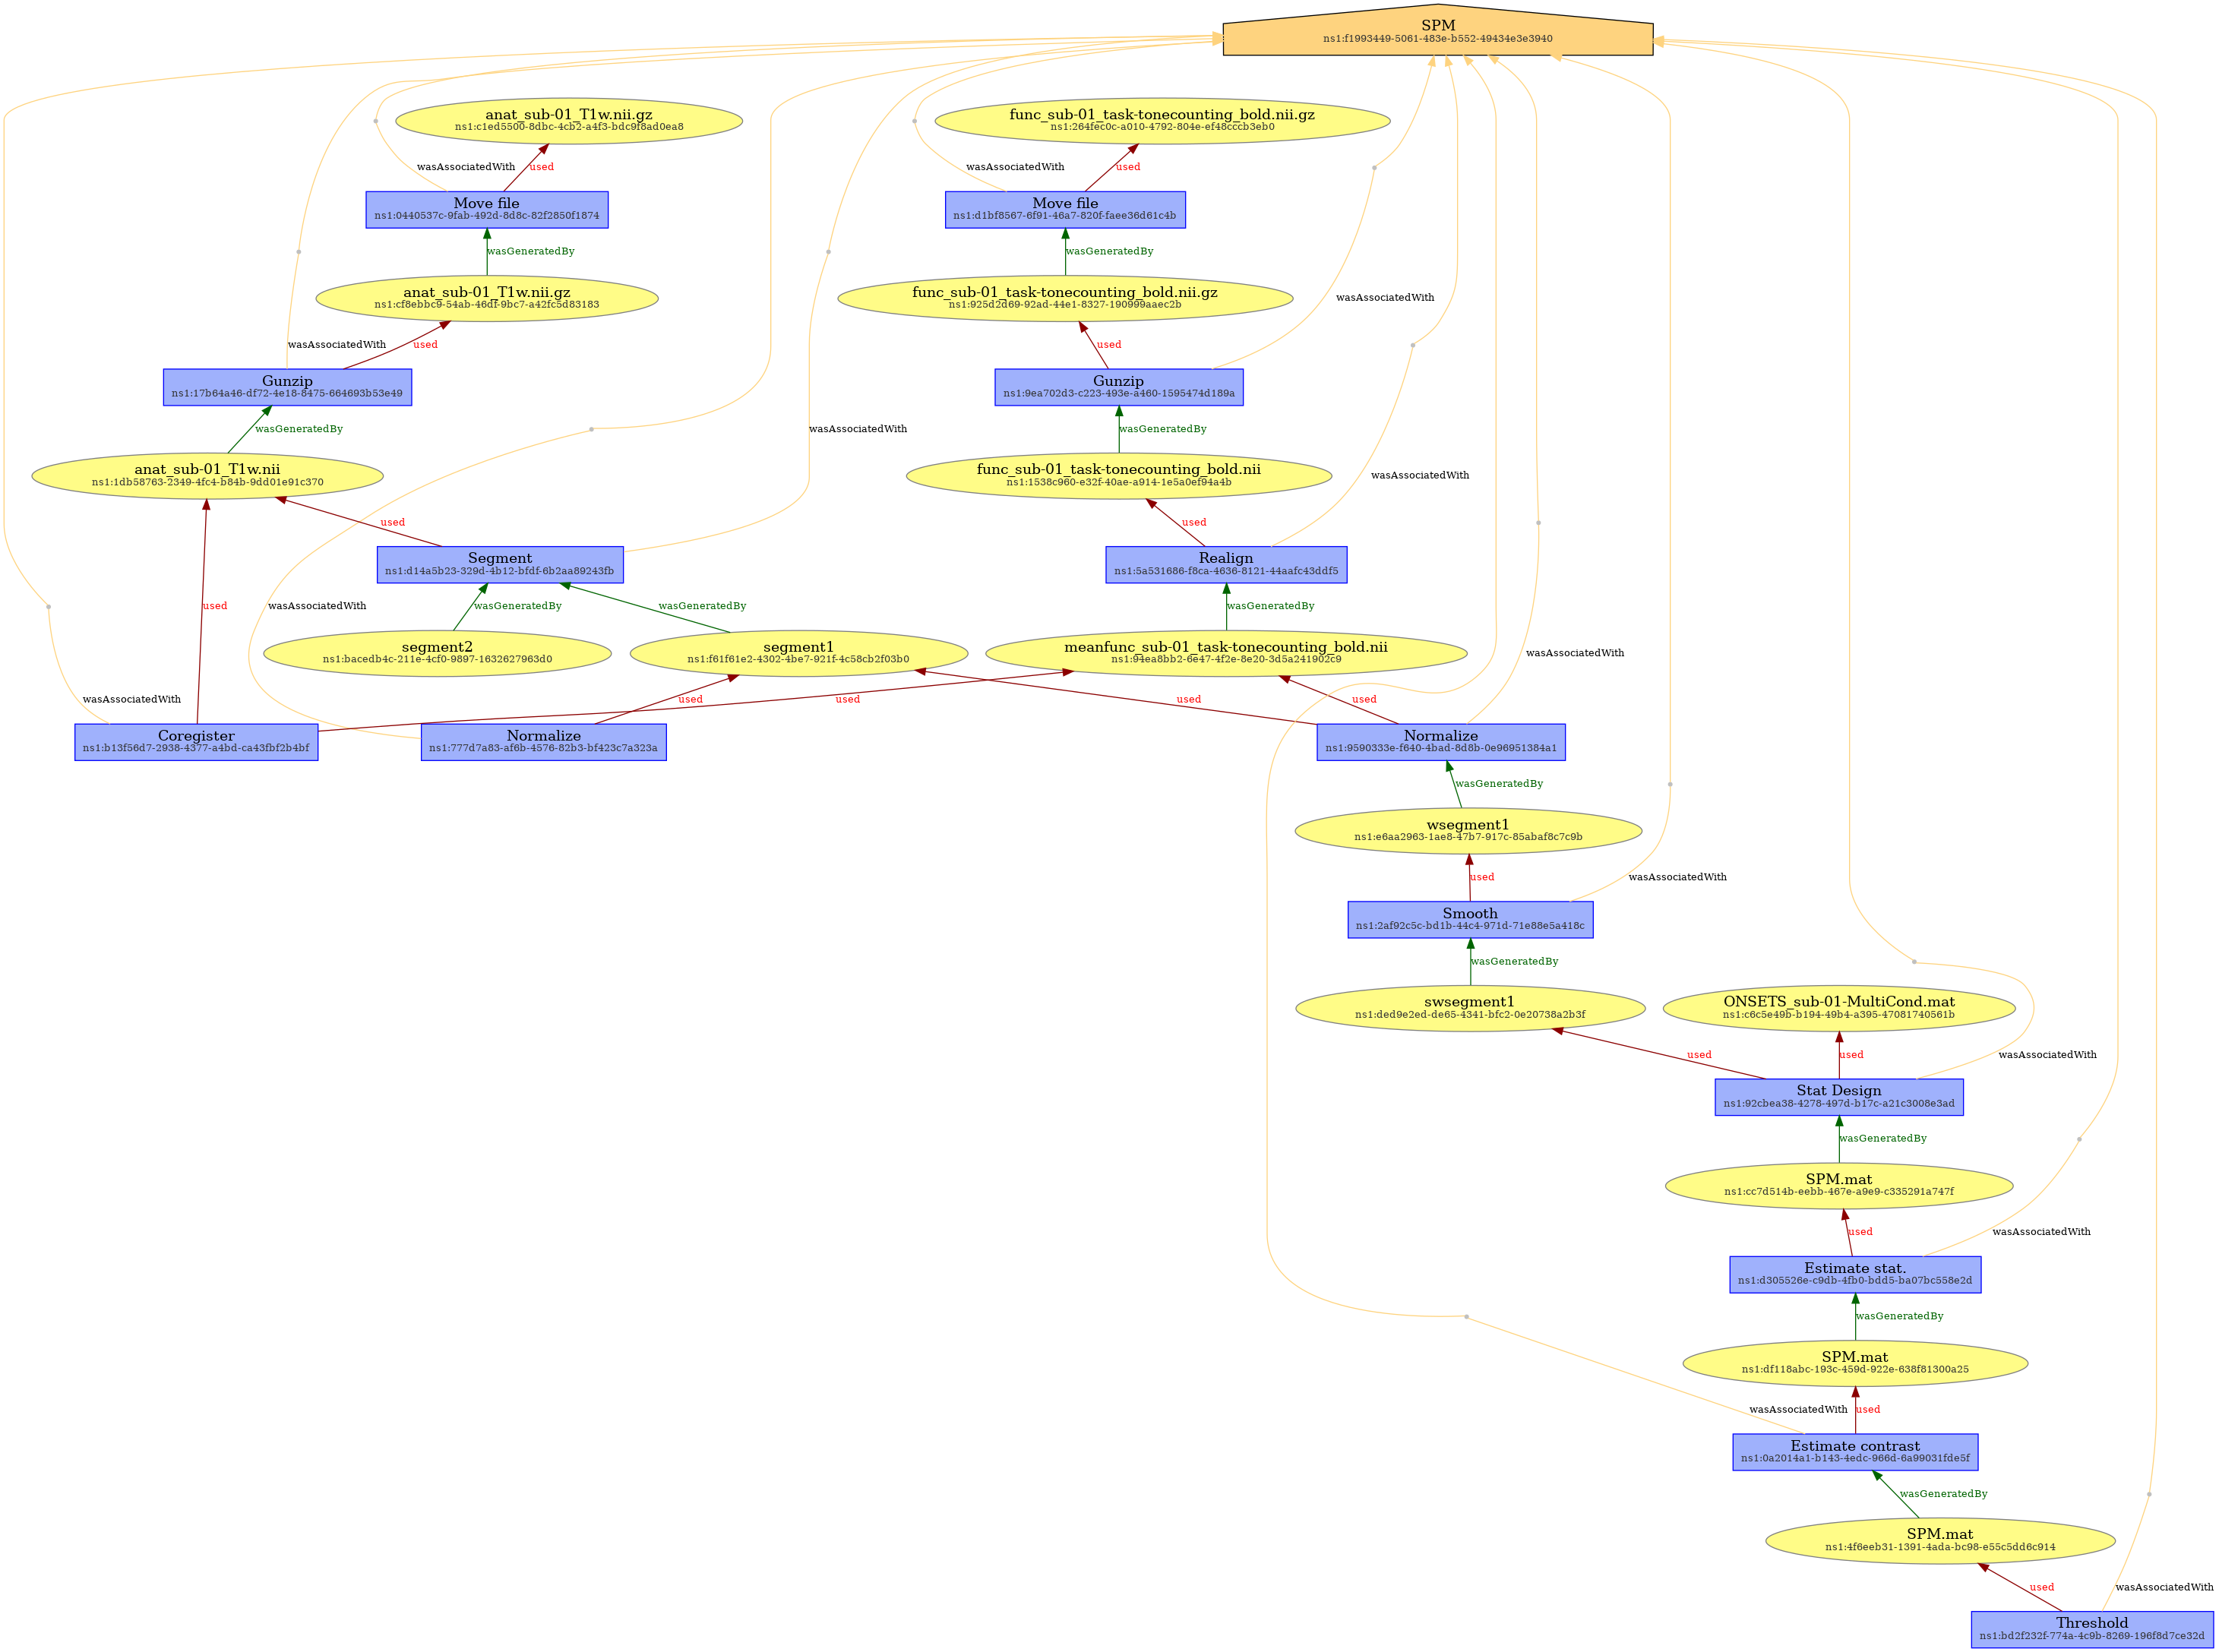 SPM
ns1:f1993449-5061-483e-b552-49434e3e3940
anat_sub-01_T1w.nii.gz
ns1:c1ed5500-8dbc-4cb2-a4f3-bdc9f8ad0ea8
func_sub-01_task-tonecounting_bold.nii.gz
ns1:264fec0c-a010-4792-804e-ef48cccb3eb0
wasAssociatedWith
used
wasAssociatedWith
used
Move file
ns1:0440537c-9fab-492d-8d8c-82f2850f1874
Move file
ns1:d1bf8567-6f91-46a7-820f-faee36d61c4b
wasGeneratedBy
wasGeneratedBy
anat_sub-01_T1w.nii.gz
ns1:cf8ebbc9-54ab-46df-9bc7-a42fc5d83183
func_sub-01_task-tonecounting_bold.nii.gz
ns1:925d2d69-92ad-44e1-8327-190999aaec2b
wasAssociatedWith
wasAssociatedWith
used
used
Gunzip
ns1:17b64a46-df72-4e18-8475-664693b53e49
Gunzip
ns1:9ea702d3-c223-493e-a460-1595474d189a
wasGeneratedBy
wasAssociatedWith
wasGeneratedBy
anat_sub-01_T1w.nii
ns1:1db58763-2349-4fc4-b84b-9dd01e91c370
func_sub-01_task-tonecounting_bold.nii
ns1:1538c960-e32f-40ae-a914-1e5a0ef94a4b
wasAssociatedWith
used
used
Segment
ns1:d14a5b23-329d-4b12-bfdf-6b2aa89243fb
Realign
ns1:5a531686-f8ca-4636-8121-44aafc43ddf5
used
wasAssociatedWith
wasGeneratedBy
wasGeneratedBy
wasGeneratedBy
segment2
ns1:bacedb4c-211e-4cf0-9897-1632627963d0
segment1
ns1:f61f61e2-4302-4be7-921f-4c58cb2f03b0
meanfunc_sub-01_task-tonecounting_bold.nii
ns1:94ea8bb2-6e47-4f2e-8e20-3d5a241902c9
wasAssociatedWith
wasAssociatedWith
used
used
used
used
Coregister
ns1:b13f56d7-2938-4377-a4bd-ca43fbf2b4bf
Normalize
ns1:777d7a83-af6b-4576-82b3-bf423c7a323a
Normalize
ns1:9590333e-f640-4bad-8d8b-0e96951384a1
wasGeneratedBy
wsegment1
ns1:e6aa2963-1ae8-47b7-917c-85abaf8c7c9b
used
wasAssociatedWith
Smooth
ns1:2af92c5c-bd1b-44c4-971d-71e88e5a418c
wasGeneratedBy
swsegment1
ns1:ded9e2ed-de65-4341-bfc2-0e20738a2b3f
ONSETS_sub-01-MultiCond.mat
ns1:c6c5e49b-b194-49b4-a395-47081740561b
used
used
wasAssociatedWith
Stat Design
ns1:92cbea38-4278-497d-b17c-a21c3008e3ad
wasGeneratedBy
SPM.mat
ns1:cc7d514b-eebb-467e-a9e9-c335291a747f
used
wasAssociatedWith
Estimate stat.
ns1:d305526e-c9db-4fb0-bdd5-ba07bc558e2d
wasGeneratedBy
SPM.mat
ns1:df118abc-193c-459d-922e-638f81300a25
wasAssociatedWith
used
Estimate contrast
ns1:0a2014a1-b143-4edc-966d-6a99031fde5f
wasGeneratedBy
SPM.mat
ns1:4f6eeb31-1391-4ada-bc98-e55c5dd6c914
used
wasAssociatedWith
Threshold
ns1:bd2f232f-774a-4c9b-8269-196f8d7ce32d